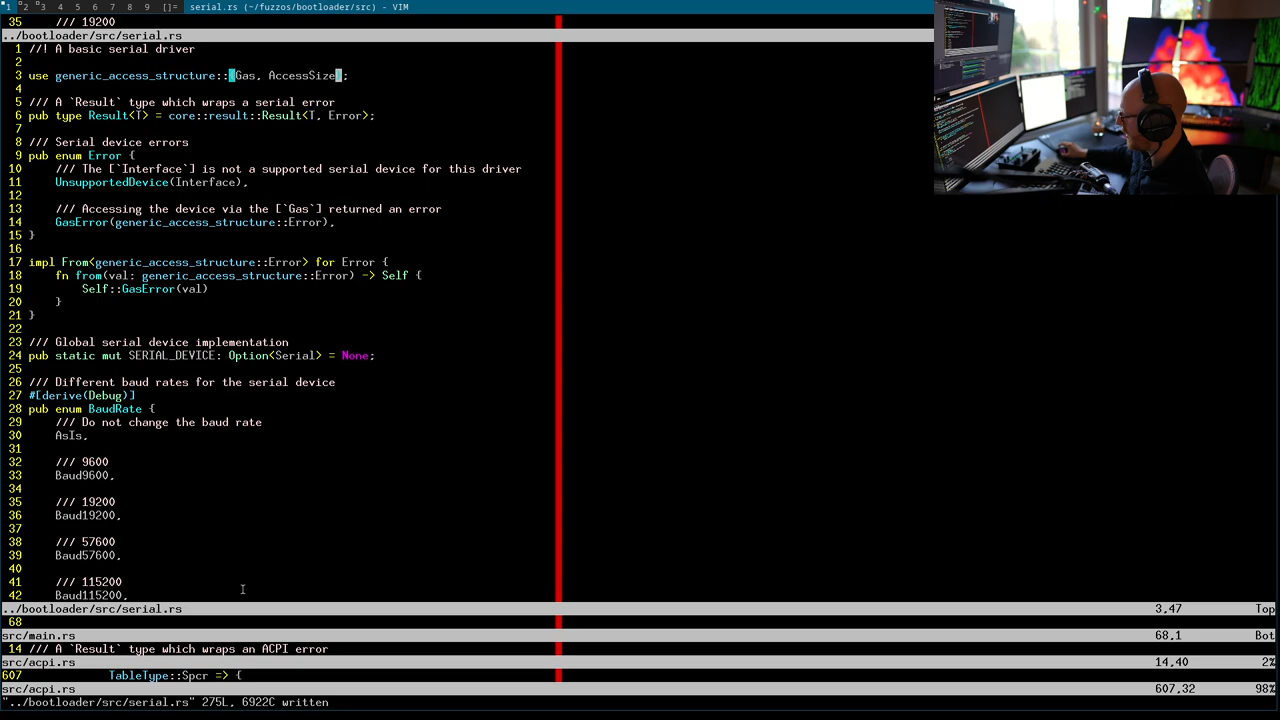 1 2 3 4 5 6 7 8 9 []= serial.rs (~/fuzzos/bootloader/src) - VIM
35     /// 19200
../bootloader/src/serial.rs
1 //! A basic serial driver
2
3 use generic_access_structure::{Gas, AccessSize};
4
5 /// A `Result` type which wraps a serial error
6 pub type Result<T> = core::result::Result<T, Error>;
7
8 /// Serial device errors
9 pub enum Error {
10     /// The [`Interface`] is not a supported serial device for this driver
11     UnsupportedDevice(Interface),
12
13     /// Accessing the device via the [`Gas`] returned an error
14     GasError(generic_access_structure::Error),
15 }
16
17 impl From<generic_access_structure::Error> for Error {
18     fn from(val: generic_access_structure::Error) -> Self {
19         Self::GasError(val)
20     }
21 }
22
23 /// Global serial device implementation
24 pub static mut SERIAL_DEVICE: Option<Serial> = None;
25
26 /// Different baud rates for the serial device
27 #[derive(Debug)]
28 pub enum BaudRate {
29     /// Do not change the baud rate
30     AsIs,
31
32     /// 9600
33     Baud9600,
34
35     /// 19200
36     Baud19200,
37
38     /// 57600
39     Baud57600,
40
41     /// 115200
42     Baud115200,
../bootloader/src/serial.rs 3,47 Top
68
src/main.rs 68,1 Bot
14 /// A `Result` type which wraps an ACPI error
src/acpi.rs 14,40 2%
607             TableType::Spcr => {
src/acpi.rs 607,32 98%
"../bootloader/src/serial.rs" 275L, 6922C written